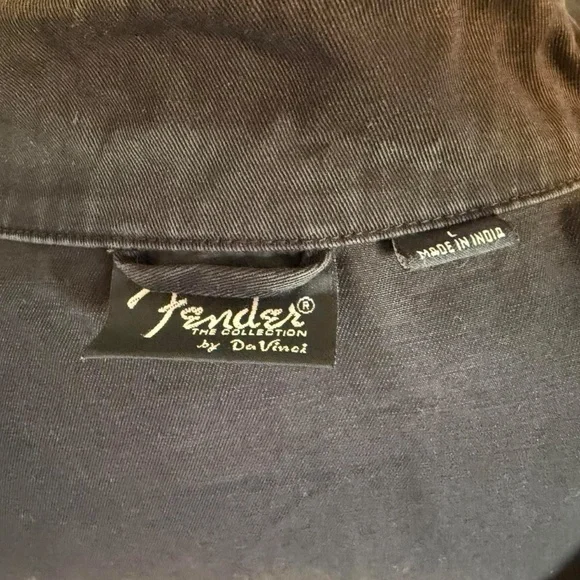 Fender®
THE COLLECTION
by DaVinci
L
MADE IN INDIA